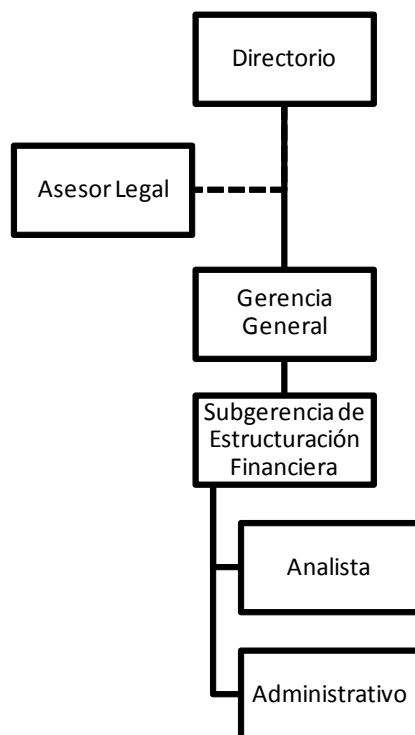 Directorio
Asesor Legal
Gerencia
General
Subgerencia de
Estructuración
Financiera
Analista
Administrativo